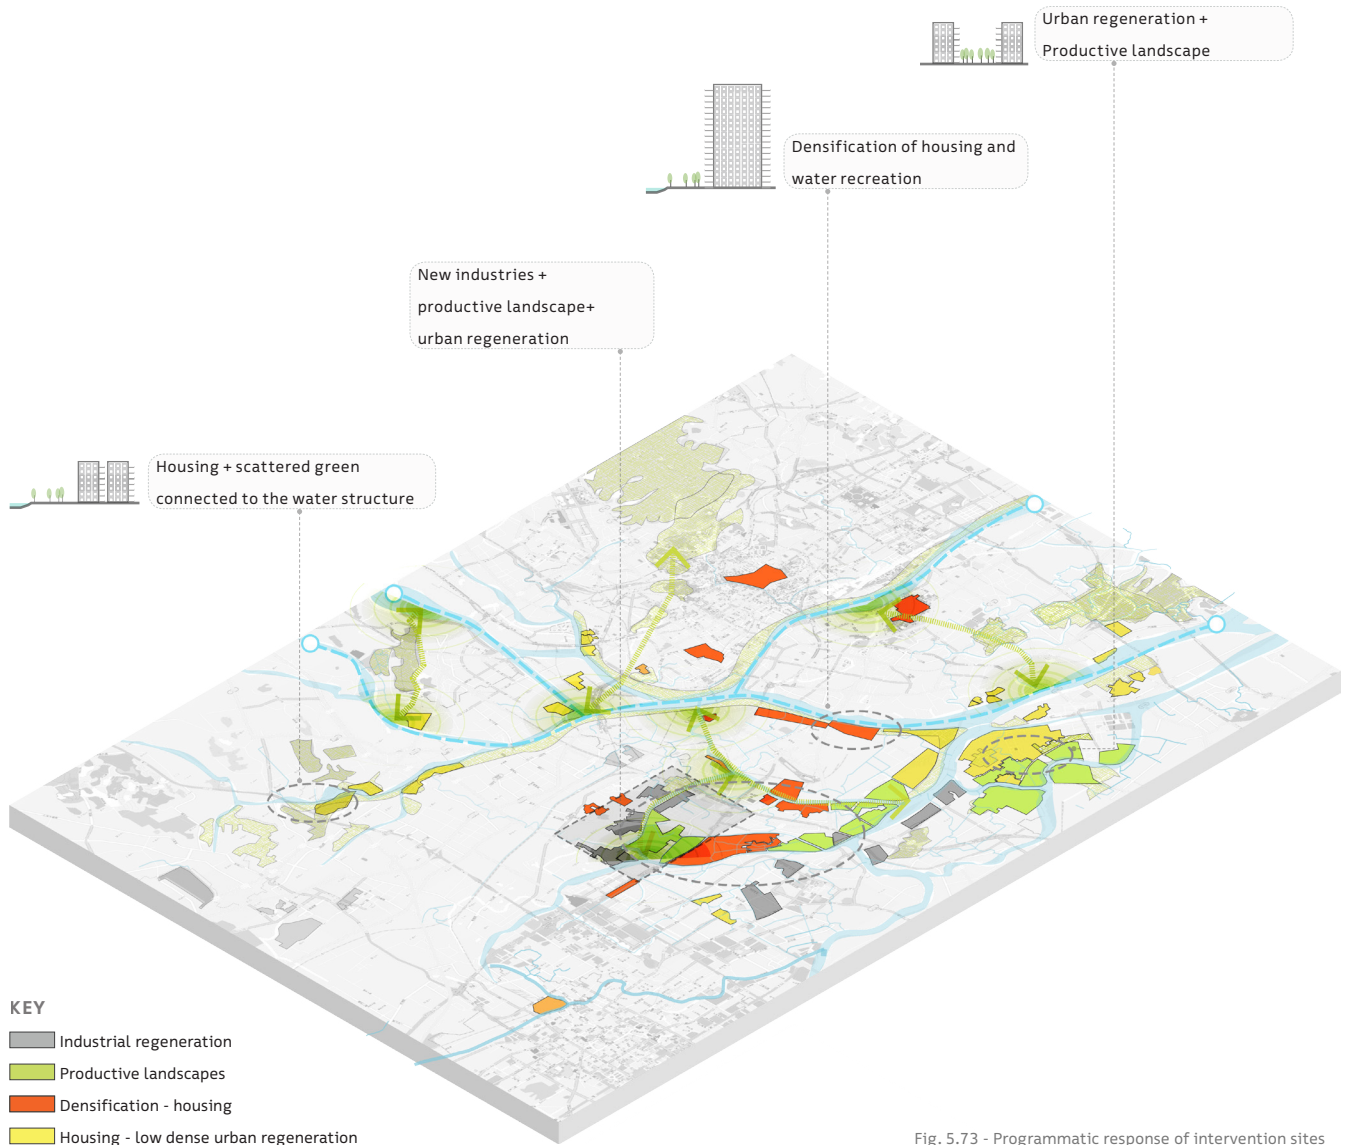 Urban regeneration +
Productive landscape
Densification of housing and
water recreation
New industries +
productive landscape+
urban regeneration
Housing + scattered green
connected to the water structure
KEY
Industrial regeneration
Productive landscapes
Densification - housing
Housing - low dense urban regeneration
Fig. 5.73 - Programmatic response of intervention sites